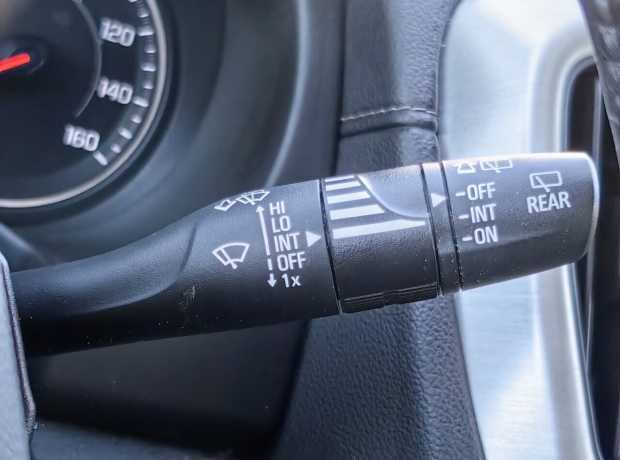 120
140
160
HI
LO
INT
OFF
1x
-OFF
-INT
-ON
REAR